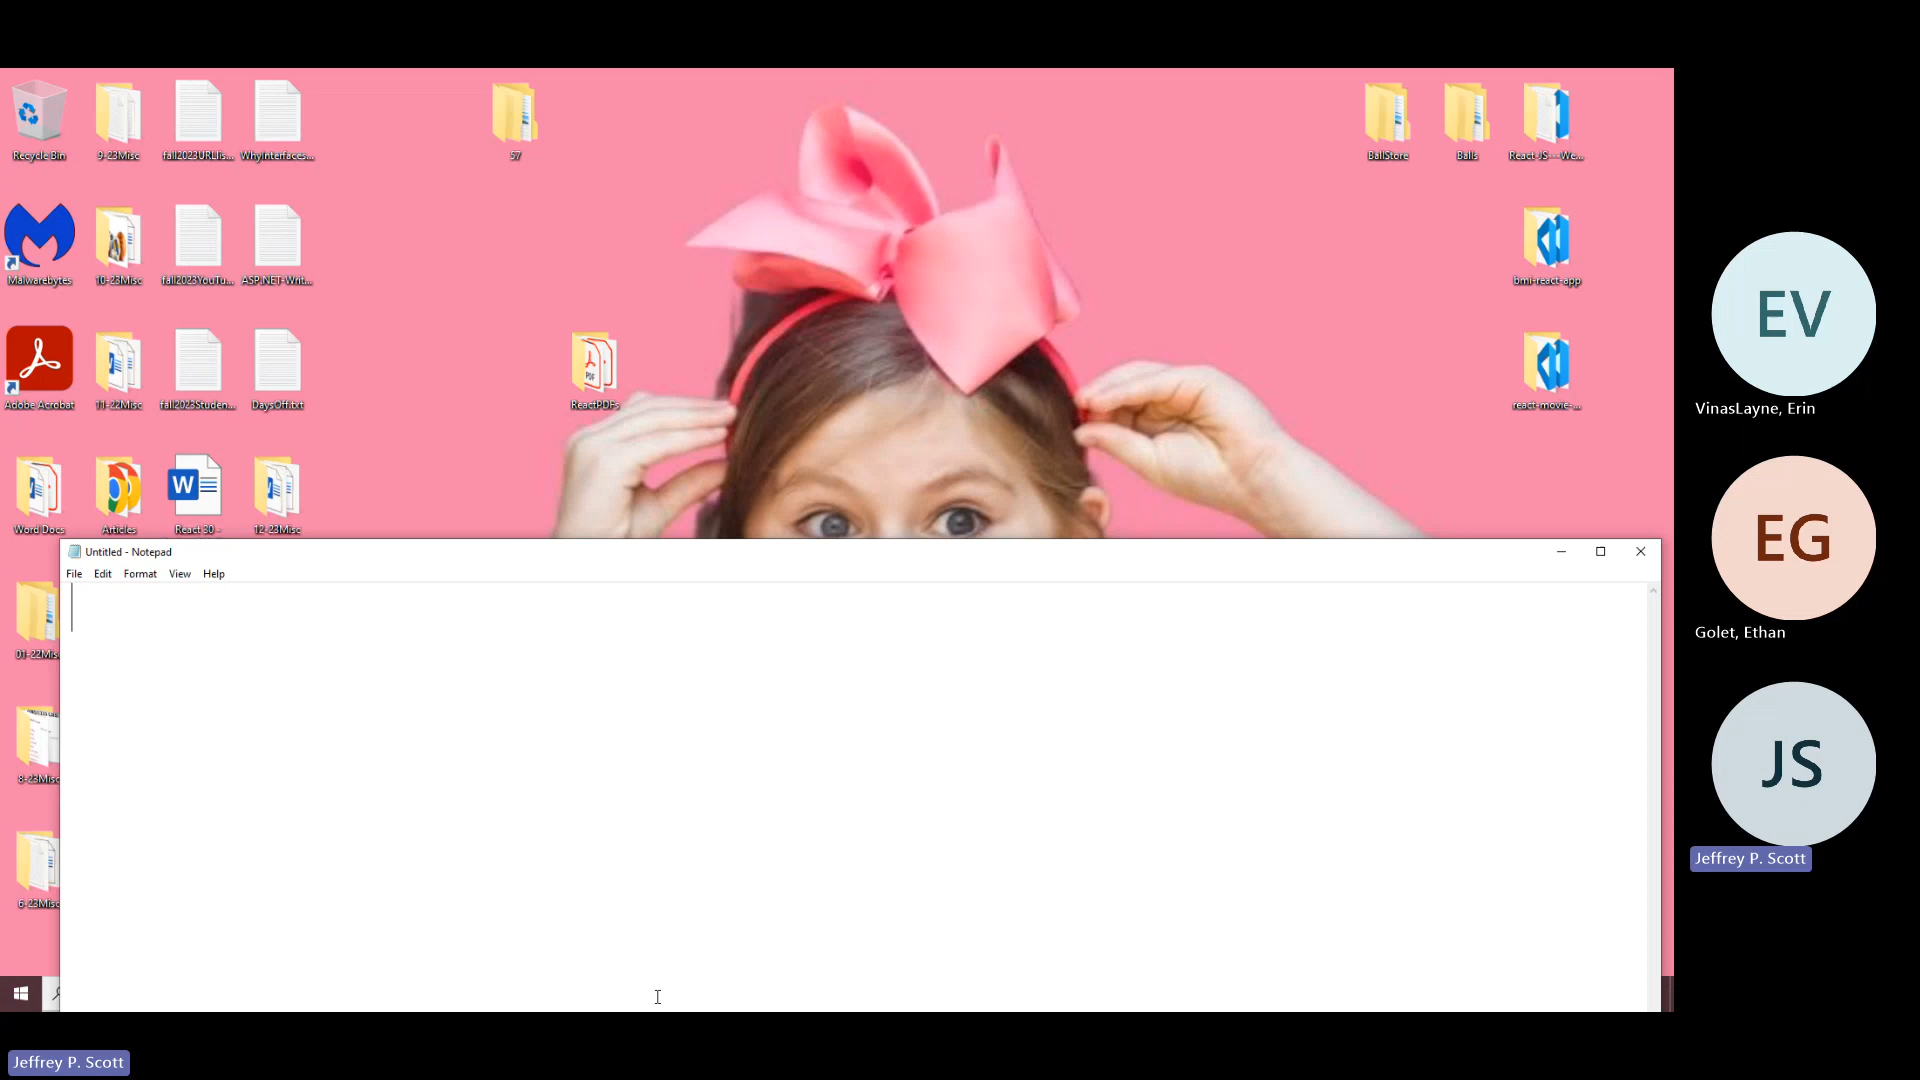 Recycle Bin
9-23Misc
fall2023URLlis...
WhyInterfaces...
57
BallStore
Balls
React JS---We...
Malwarebytes
10-23Misc
fall2023YouTu...
ASP.NET-Writ...
bmi-react-app
Adobe Acrobat
11-22Misc
fall2023Studen...
DaysOff.txt
PDF
ReactPDFs
react-movie-...
W
Word Docs
Articles
React 30 -
12-23Misc
Untitled - Notepad
File Edit Format View Help
01-22Mis
8-23Misc
6-23Misc
EV
VinasLayne, Erin
EG
Golet, Ethan
JS
Jeffrey P. Scott
Jeffrey P. Scott